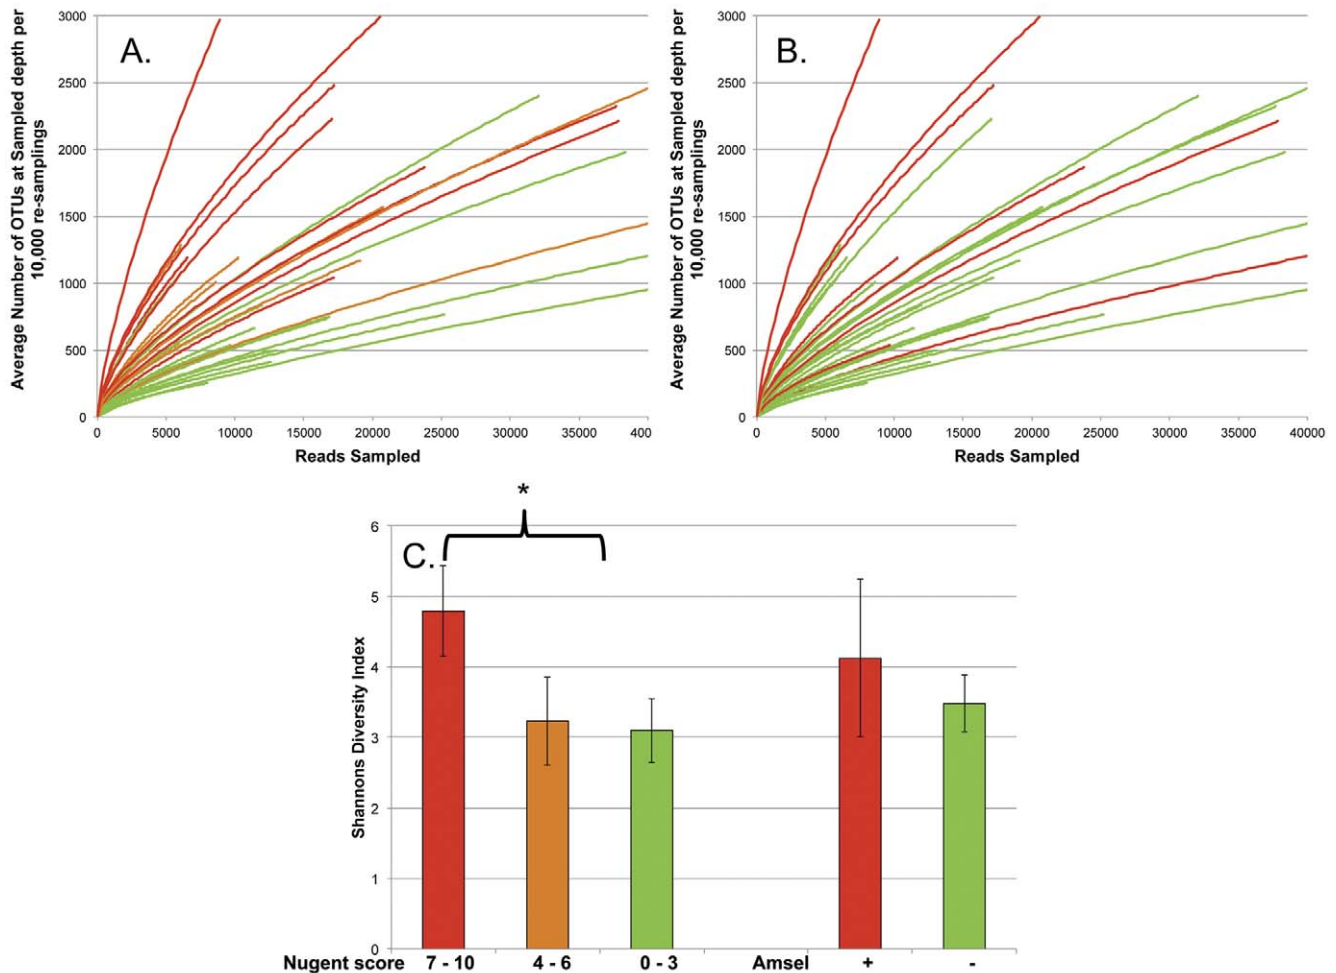 Average Number of OTUs at Sampled depth per
10,000 re-samplings
A.
3000
2500
2000
1500
1000
500
0
0 5000 10000 15000 20000 25000 30000 35000 400
Reads Sampled
Average Number of OTUs at Sampled depth per
10,000 re-samplings
B.
3000
2500
2000
1500
1000
500
0
0 5000 10000 15000 20000 25000 30000 35000 40000
Reads Sampled
*
C.
Shannons Diversity Index
6
5
4
3
2
1
0
Nugent score 7 - 10 4 - 6 0 - 3 Amsel + -